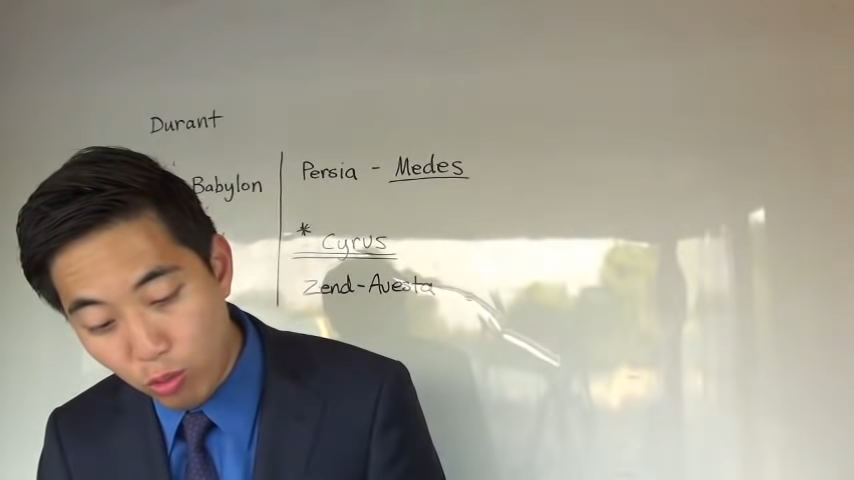 Durant
Babylon
Persia - Medes
* Cyrus
Zend-Avesta